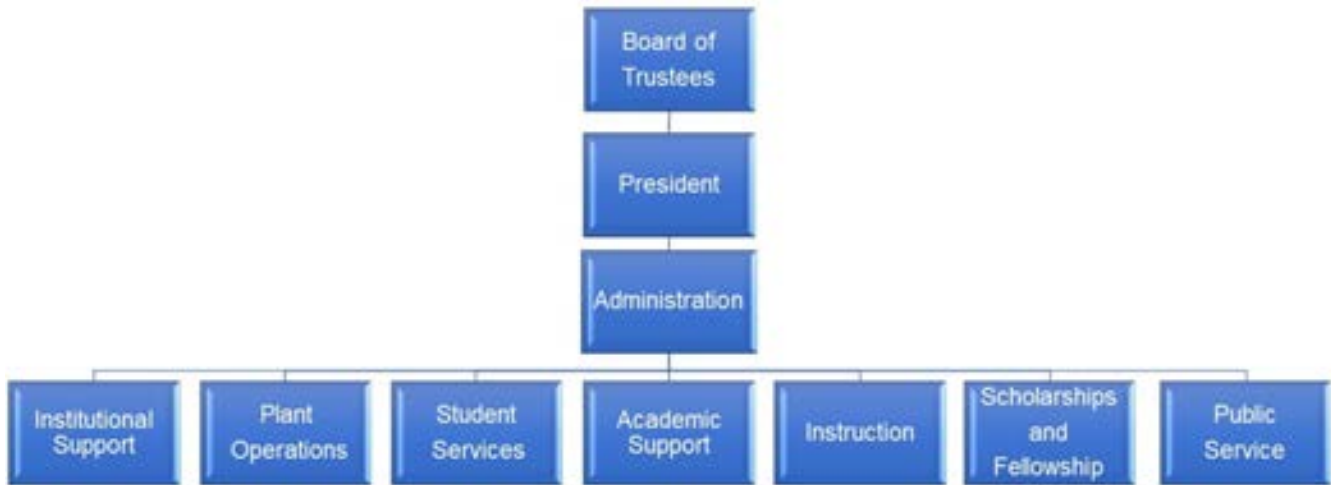 Board of
Trustees
President
Administration
Institutional
Support
Plant
Operations
Student
Services
Academic
Support
Instruction
Scholarships
and
Fellowship
Public
Service